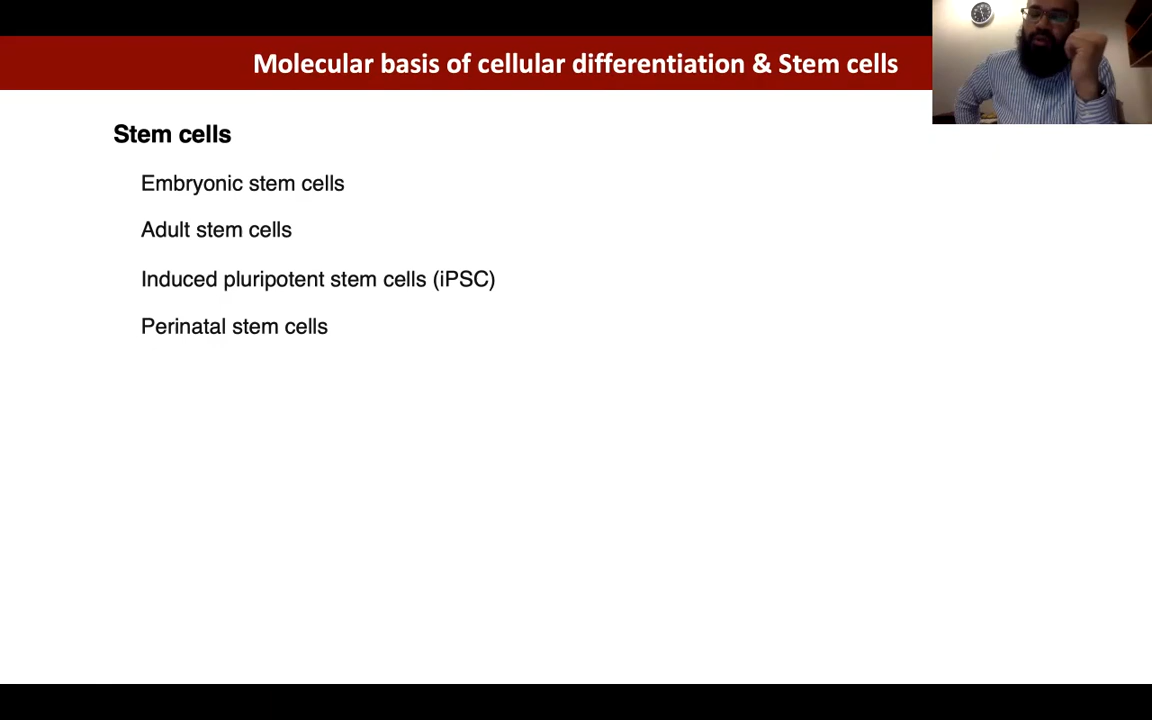 Molecular basis of cellular differentiation & Stem cells
Stem cells
Embryonic stem cells
Adult stem cells
Induced pluripotent stem cells (iPSC)
Perinatal stem cells